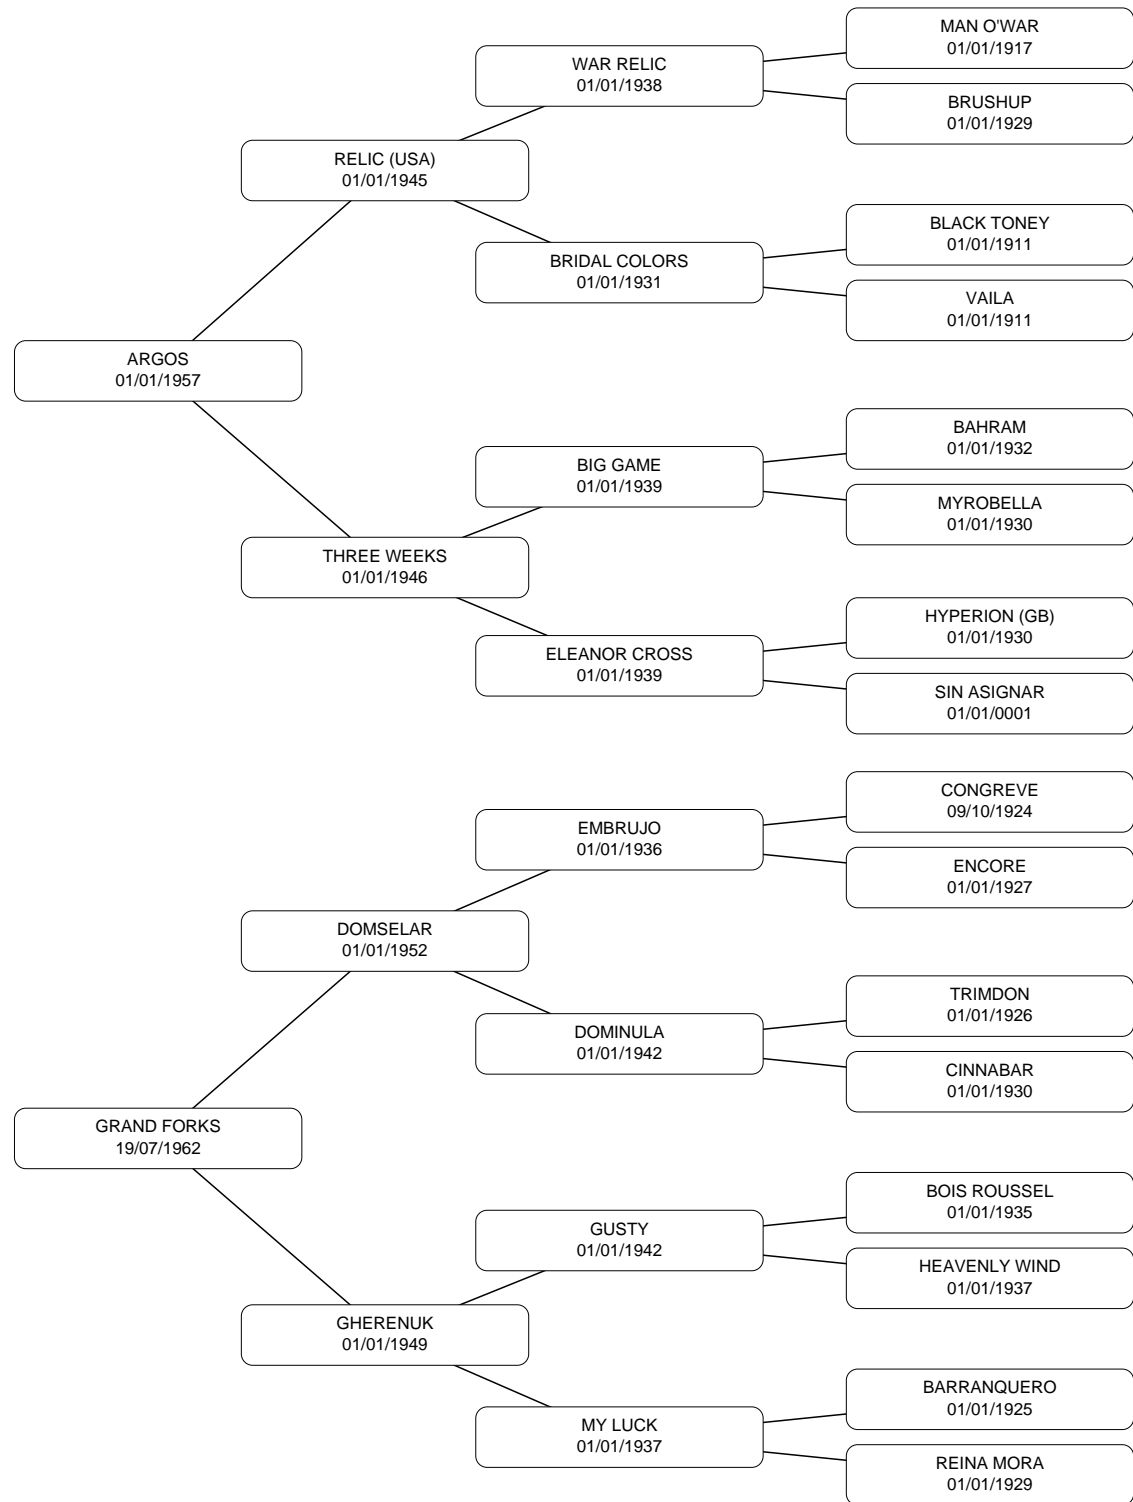 MAN O'WAR
01/01/1917
WAR RELIC
01/01/1938
BRUSHUP
01/01/1929
RELIC (USA)
01/01/1945
BLACK TONEY
01/01/1911
BRIDAL COLORS
01/01/1931
VAILA
01/01/1911
ARGOS
01/01/1957
BAHRAM
01/01/1932
BIG GAME
01/01/1939
MYROBELLA
01/01/1930
THREE WEEKS
01/01/1946
HYPERION (GB)
01/01/1930
ELEANOR CROSS
01/01/1939
SIN ASIGNAR
01/01/0001
CONGREVE
09/10/1924
EMBRUJO
01/01/1936
ENCORE
01/01/1927
DOMSELAR
01/01/1952
TRIMDON
01/01/1926
DOMINULA
01/01/1942
CINNABAR
01/01/1930
GRAND FORKS
19/07/1962
BOIS ROUSSEL
01/01/1935
GUSTY
01/01/1942
HEAVENLY WIND
01/01/1937
GHERENUK
01/01/1949
BARRANQUERO
01/01/1925
MY LUCK
01/01/1937
REINA MORA
01/01/1929